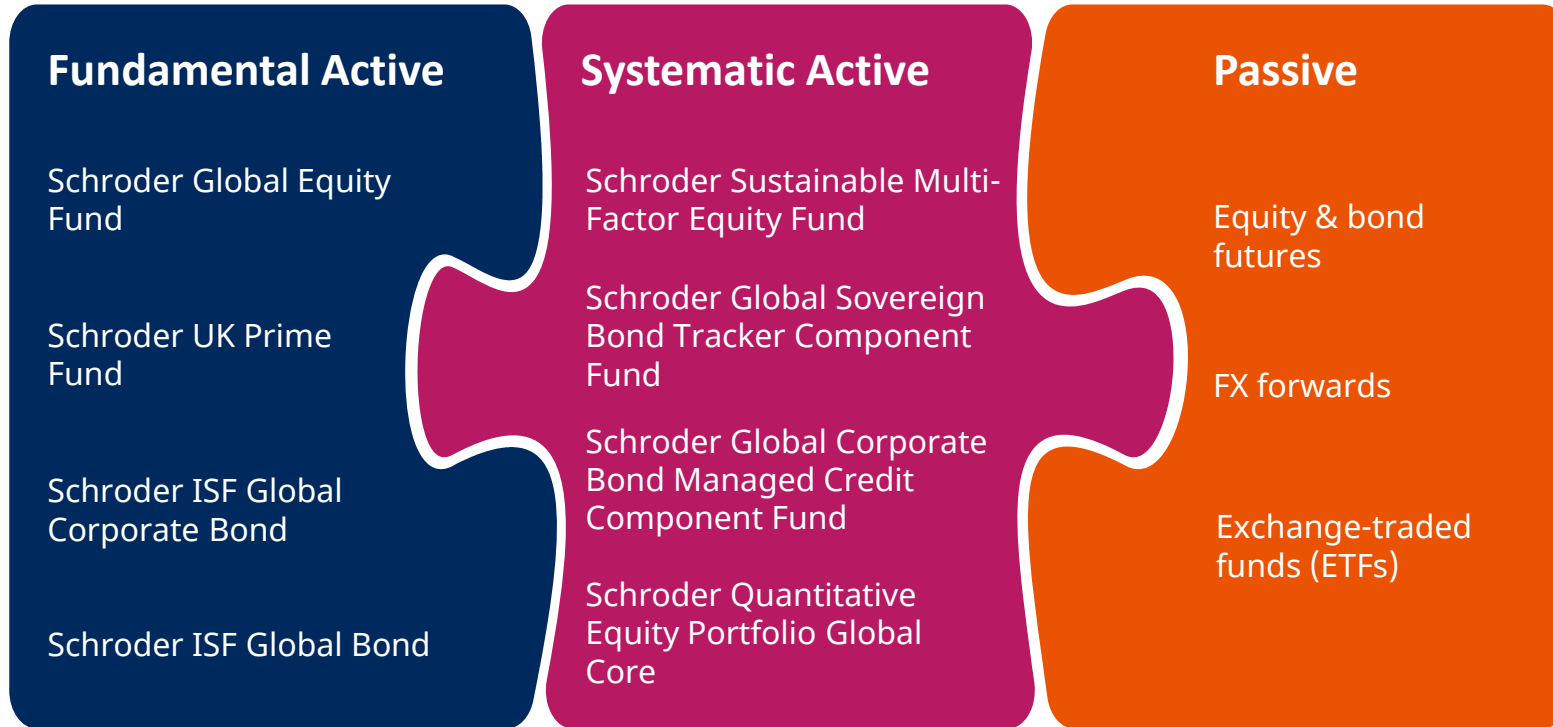 Fundamental Active
Schroder Global Equity
Fund
Schroder UK Prime
Fund
Schroder ISF Global
Corporate Bond
Schroder ISF Global Bond
Systematic Active
Schroder Sustainable Multi-
Factor Equity Fund
Schroder Global Sovereign
Bond Tracker Component
Fund
Schroder Global Corporate
Bond Managed Credit
Component Fund
Schroder Quantitative
Equity Portfolio Global
Core
Passive
Equity & bond
futures
FX forwards
Exchange-traded
funds (ETFs)